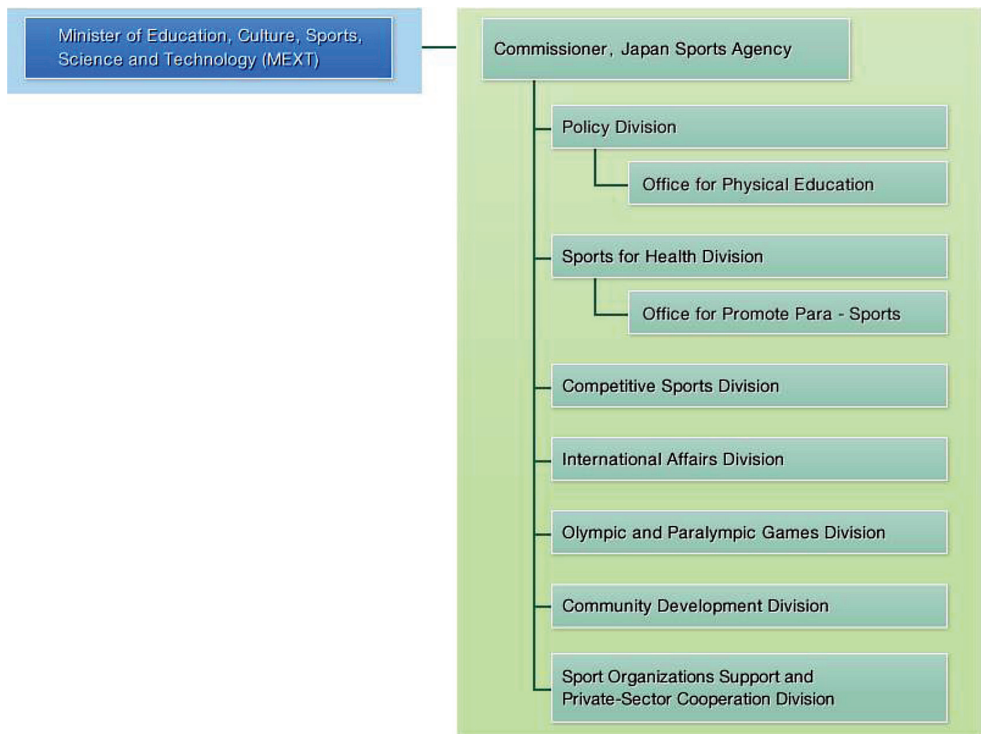 Minister of Education, Culture, Sports,
Science and Technology (MEXT)
Commissioner, Japan Sports Agency
Policy Division
Office for Physical Education
Sports for Health Division
Office for Promote Para - Sports
Competitive Sports Division
International Affairs Division
Olympic and Paralympic Games Division
Community Development Division
Sport Organizations Support and
Private-Sector Cooperation Division